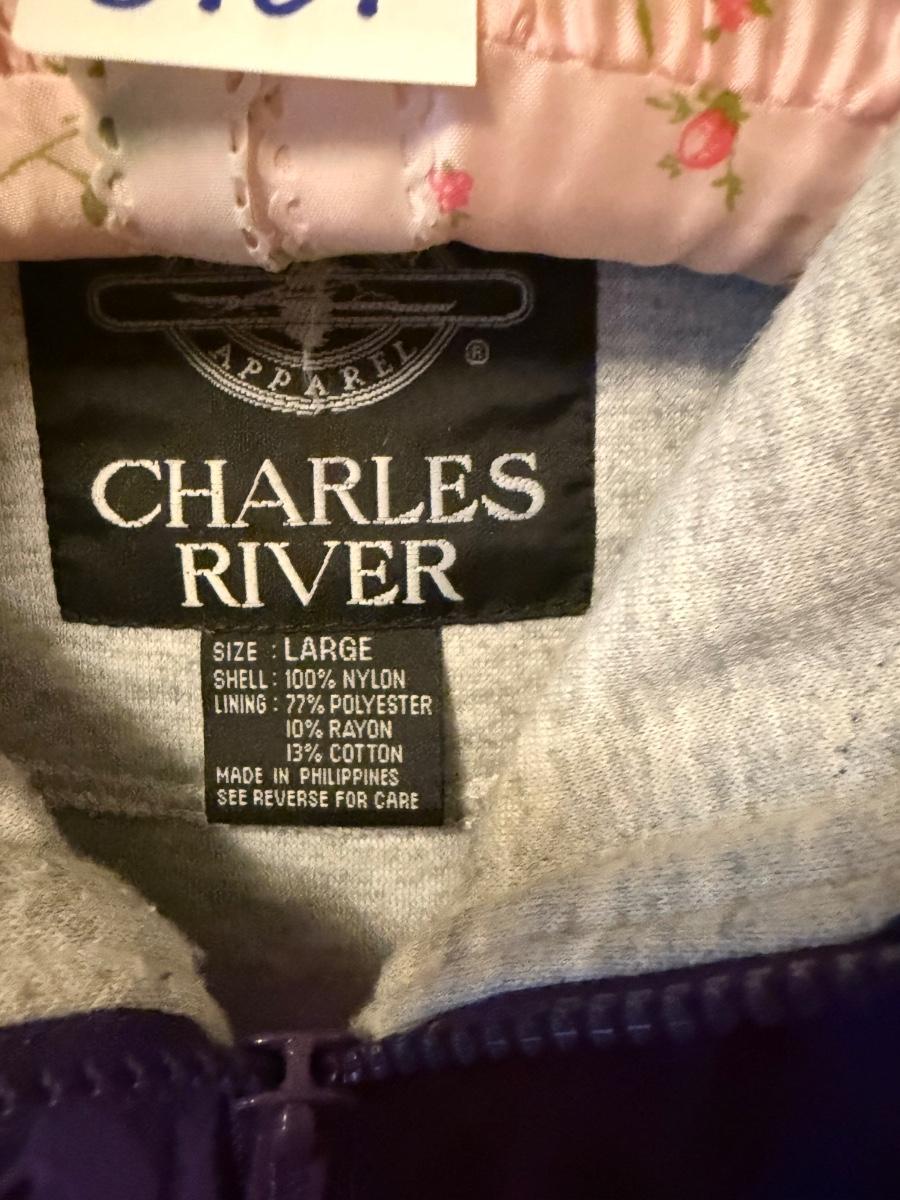 APPAREL ®
CHARLES
RIVER
SIZE : LARGE
SHELL : 100% NYLON
LINING : 77% POLYESTER
10% RAYON
13% COTTON
MADE IN PHILIPPINES
SEE REVERSE FOR CARE